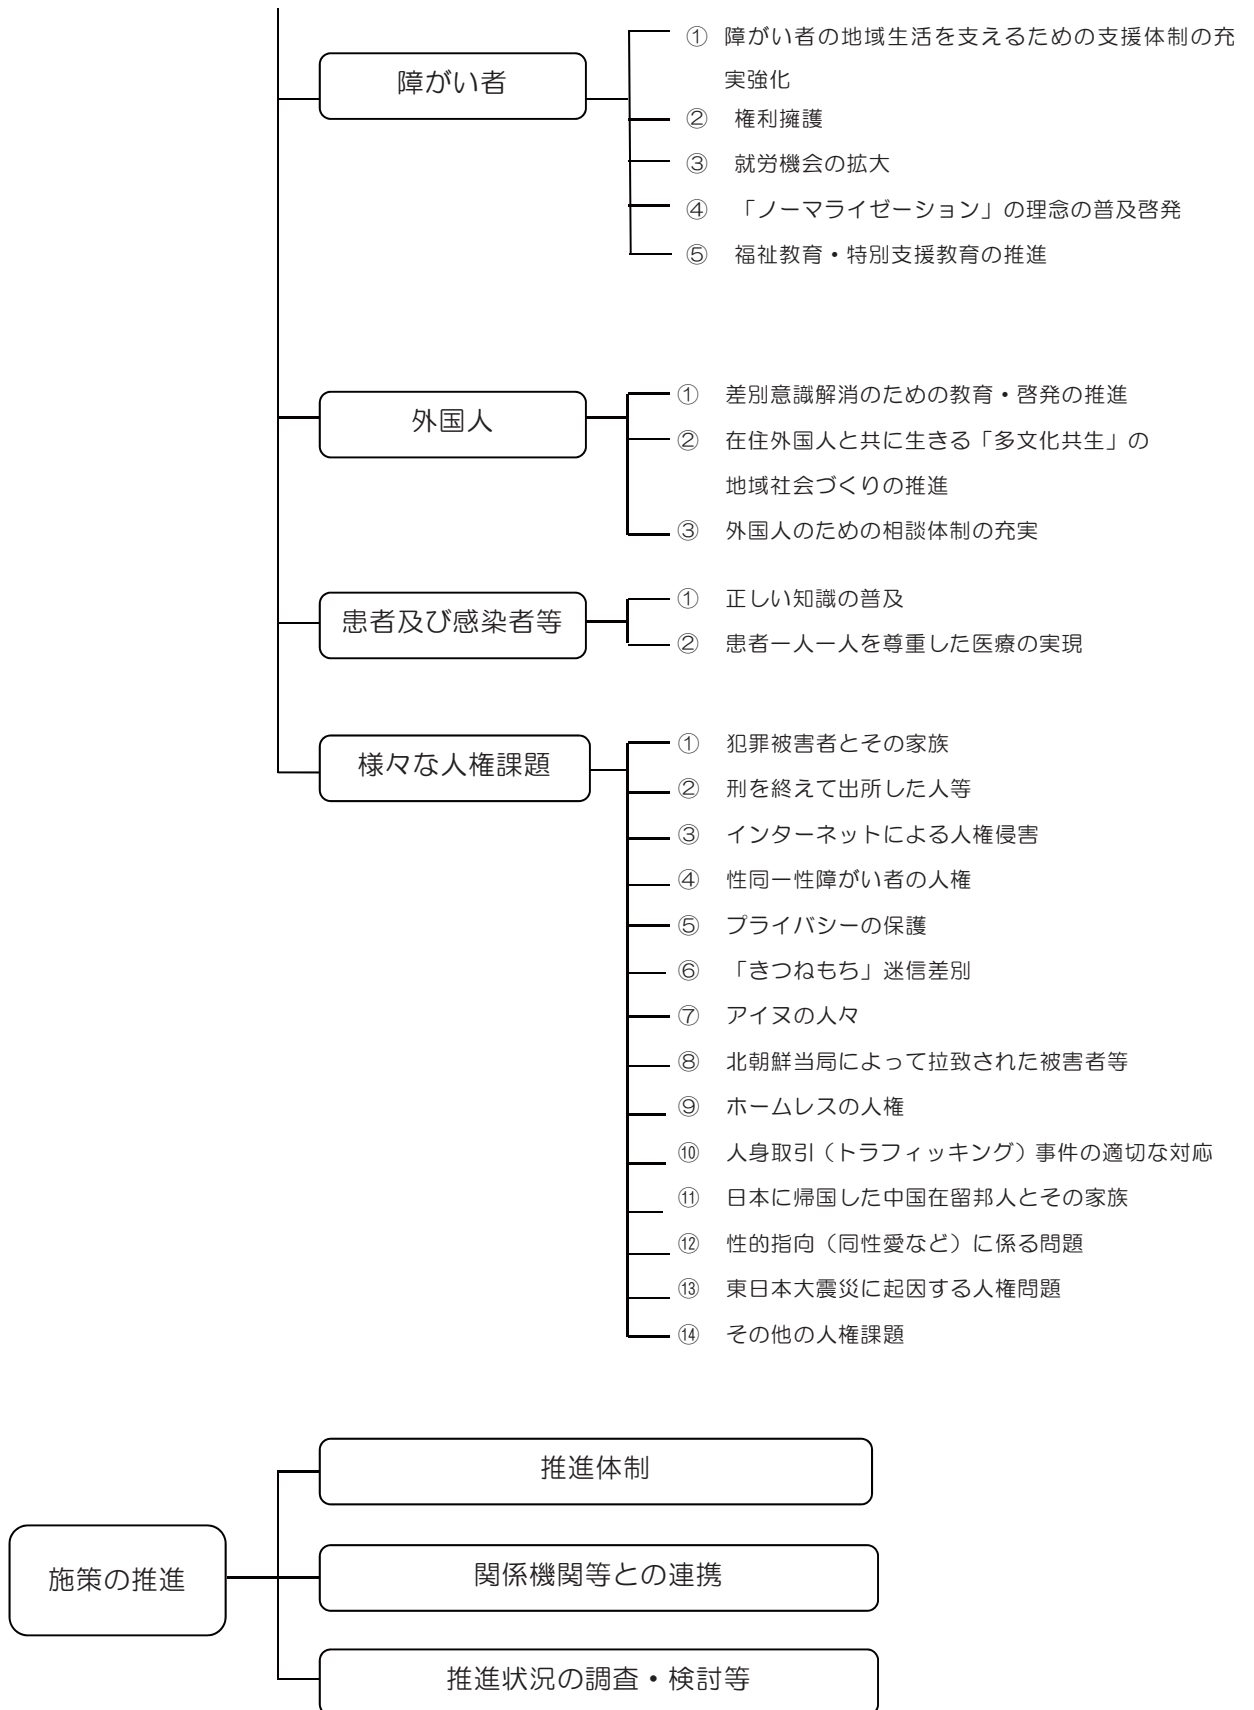 障がい者
① 障がい者の地域生活を支えるための支援体制の充
実強化
② 権利擁護
③ 就労機会の拡大
④ 「ノーマライゼーション」の理念の普及啓発
⑤ 福祉教育・特別支援教育の推進
外国人
① 差別意識解消のための教育・啓発の推進
② 在住外国人と共に生きる「多文化共生」の
地域社会づくりの推進
③ 外国人のための相談体制の充実
患者及び感染者等
① 正しい知識の普及
② 患者一人一人を尊重した医療の実現
様々な人権課題
① 犯罪被害者とその家族
② 刑を終えて出所した人等
③ インターネットによる人権侵害
④ 性同一性障がい者の人権
⑤ プライバシーの保護
⑥ 「きつねもち」迷信差別
⑦ アイヌの人々
⑧ 北朝鮮当局によって拉致された被害者等
⑨ ホームレスの人権
⑩ 人身取引（トラフィッキング）事件の適切な対応
⑪ 日本に帰国した中国在留邦人とその家族
⑫ 性的指向（同性愛など）に係る問題
⑬ 東日本大震災に起因する人権問題
⑭ その他の人権課題
施策の推進
推進体制
関係機関等との連携
推進状況の調査・検討等